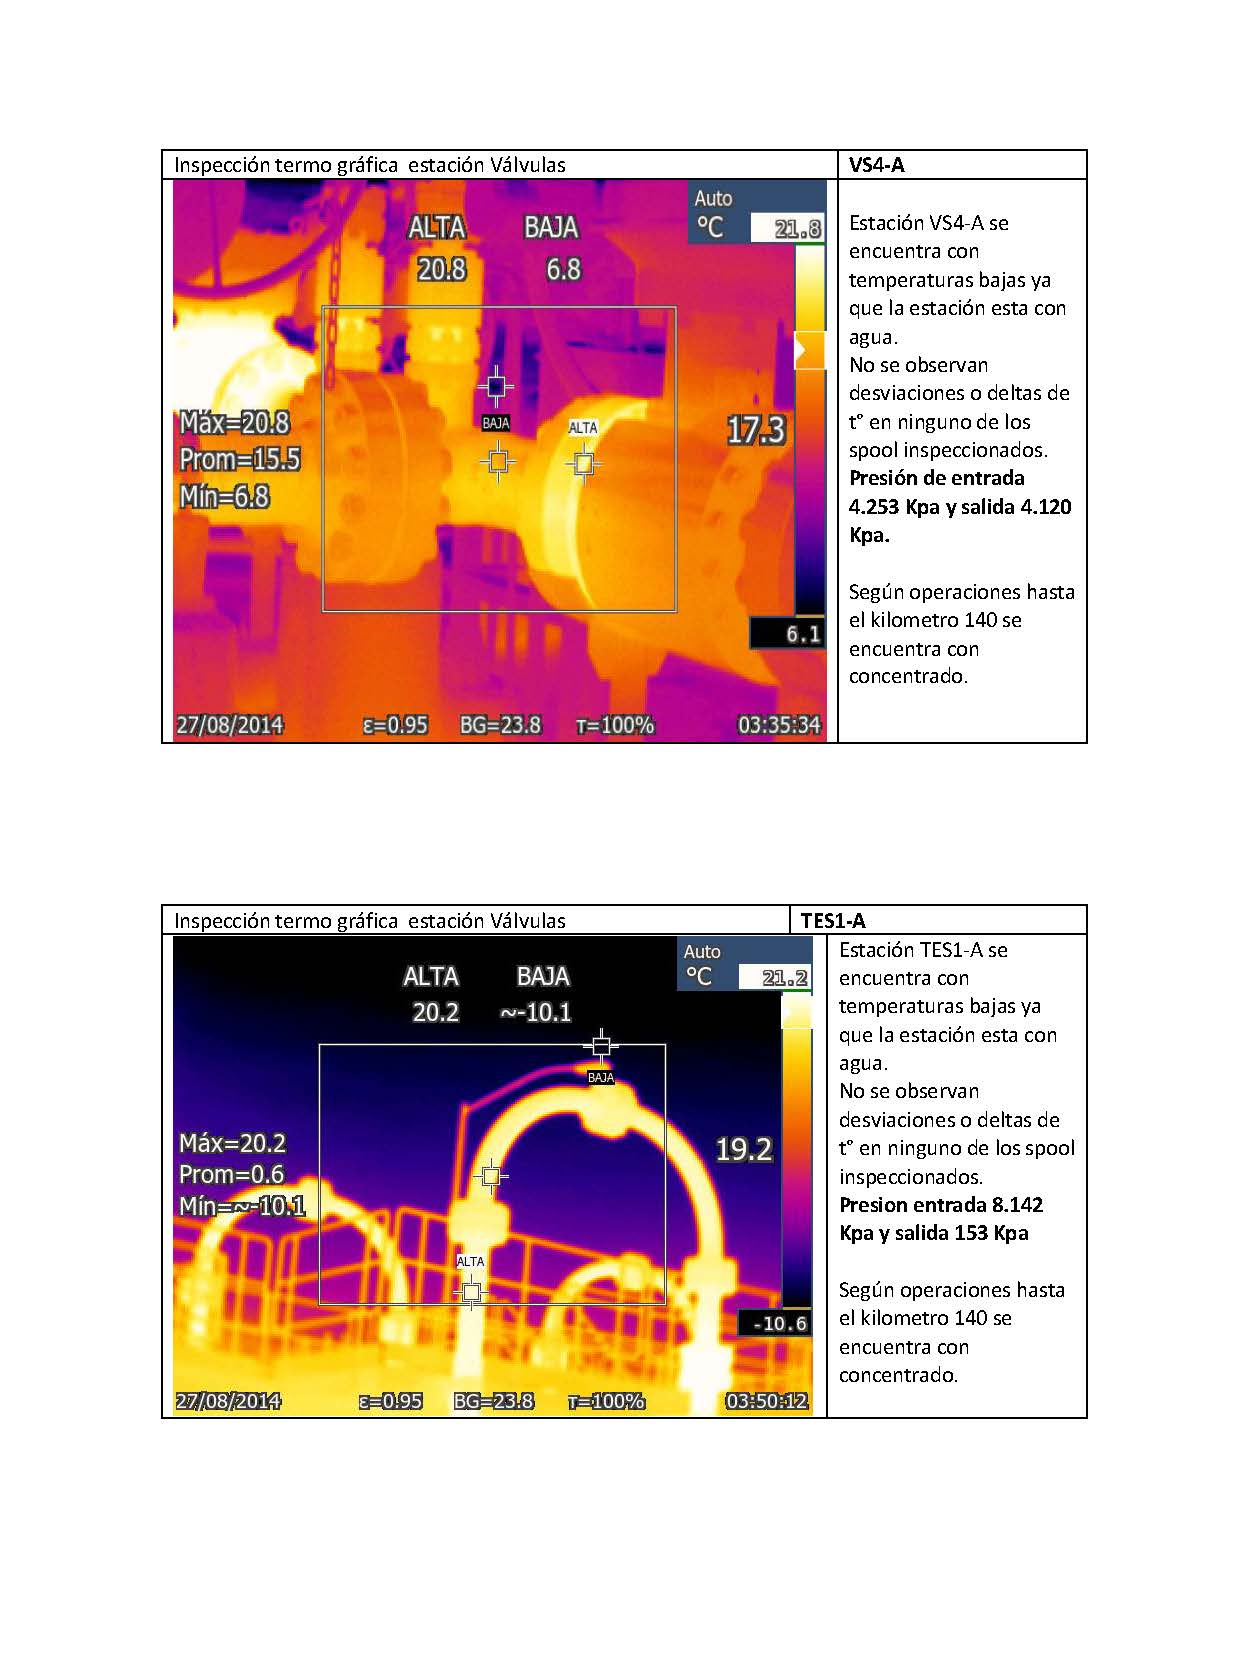 Inspección termo gráfica  estación Válvulas
VS4-A
Auto
°C
21.8
ALTA
BAJA
20.8
6.8
BAJA
ALTA
Máx=20.8
Prom=15.5
Mín=6.8
17.3
6.1
27/08/2014
ε=0.95
BG=23.8
τ=100%
03:35:34
Estación VS4-A se
encuentra con
temperaturas bajas ya
que la estación esta con
agua.
No se observan
desviaciones o deltas de
t° en ninguno de los
spool inspeccionados.
Presión de entrada
4.253 Kpa y salida 4.120
Kpa.
Según operaciones hasta
el kilometro 140 se
encuentra con
concentrado.
Inspección termo gráfica  estación Válvulas
TES1-A
Auto
°C
21.2
ALTA
BAJA
20.2
~-10.1
BAJA
Máx=20.2
Prom=0.6
Mín=~-10.1
19.2
ALTA
-10.6
27/08/2014
ε=0.95
BG=23.8
τ=100%
03:50:12
Estación TES1-A se
encuentra con
temperaturas bajas ya
que la estación esta con
agua.
No se observan
desviaciones o deltas de
t° en ninguno de los spool
inspeccionados.
Presion entrada 8.142
Kpa y salida 153 Kpa
Según operaciones hasta
el kilometro 140 se
encuentra con
concentrado.